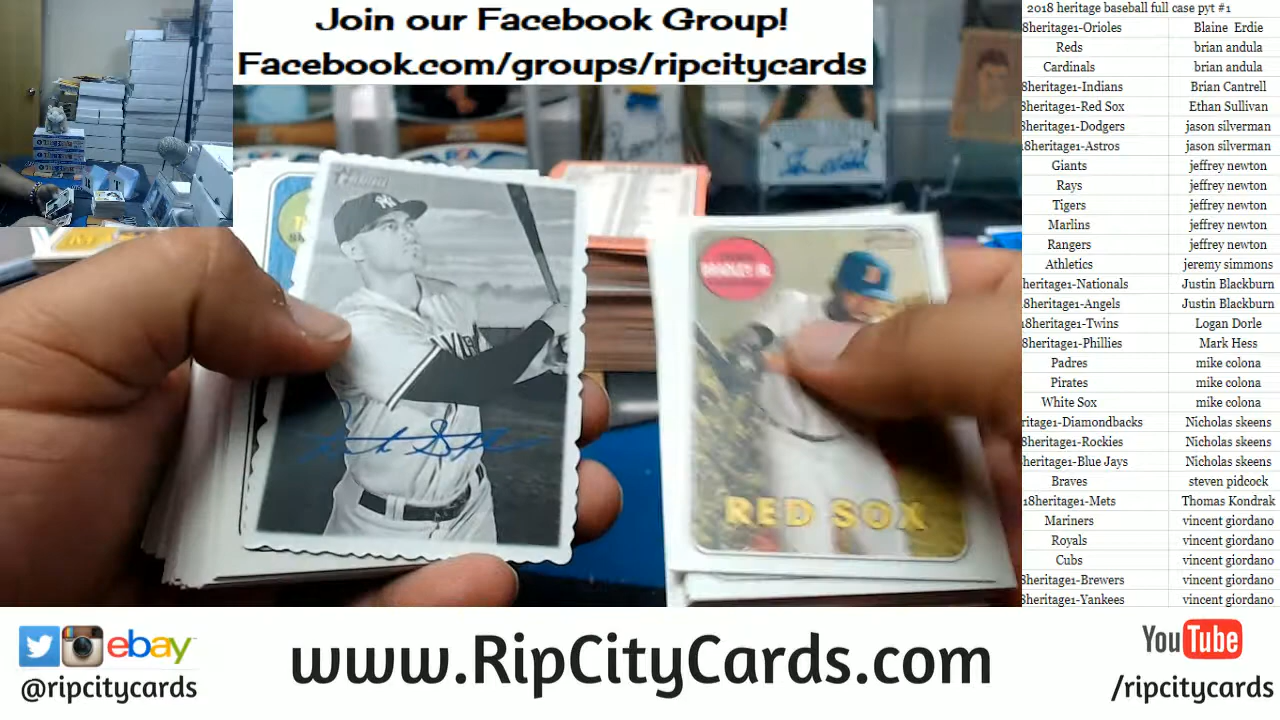 Join our Facebook Group!
Facebook.com/groups/ripcitycards
2018 heritage baseball full case pyt #1
8heritage1-Orioles Blaine Erdie
Reds brian andula
Cardinals brian andula
8heritage1-Indians Brian Cantrell
8heritage1-Red Sox Ethan Sullivan
8heritage1-Dodgers jason silverman
8heritage1-Astros jason silverman
Giants jeffrey newton
Rays jeffrey newton
Tigers jeffrey newton
Marlins jeffrey newton
Rangers jeffrey newton
Athletics jeremy simmons
heritage1-Nationals Justin Blackburn
8heritage1-Angels Justin Blackburn
8heritage1-Twins Logan Dorle
8heritage1-Phillies Mark Hess
Padres mike colona
Pirates mike colona
White Sox mike colona
ritage1-Diamondbacks Nicholas skeens
8heritage1-Rockies Nicholas skeens
heritage1-Blue Jays Nicholas skeens
Braves steven pidcock
18heritage1-Mets Thomas Kondrak
Mariners vincent giordano
Royals vincent giordano
Cubs vincent giordano
8heritage1-Brewers vincent giordano
8heritage1-Yankees vincent giordano
BRADLEY JR.
RED SOX
ebay
@ripcitycards
www.RipCityCards.com
YouTube
/ripcitycards